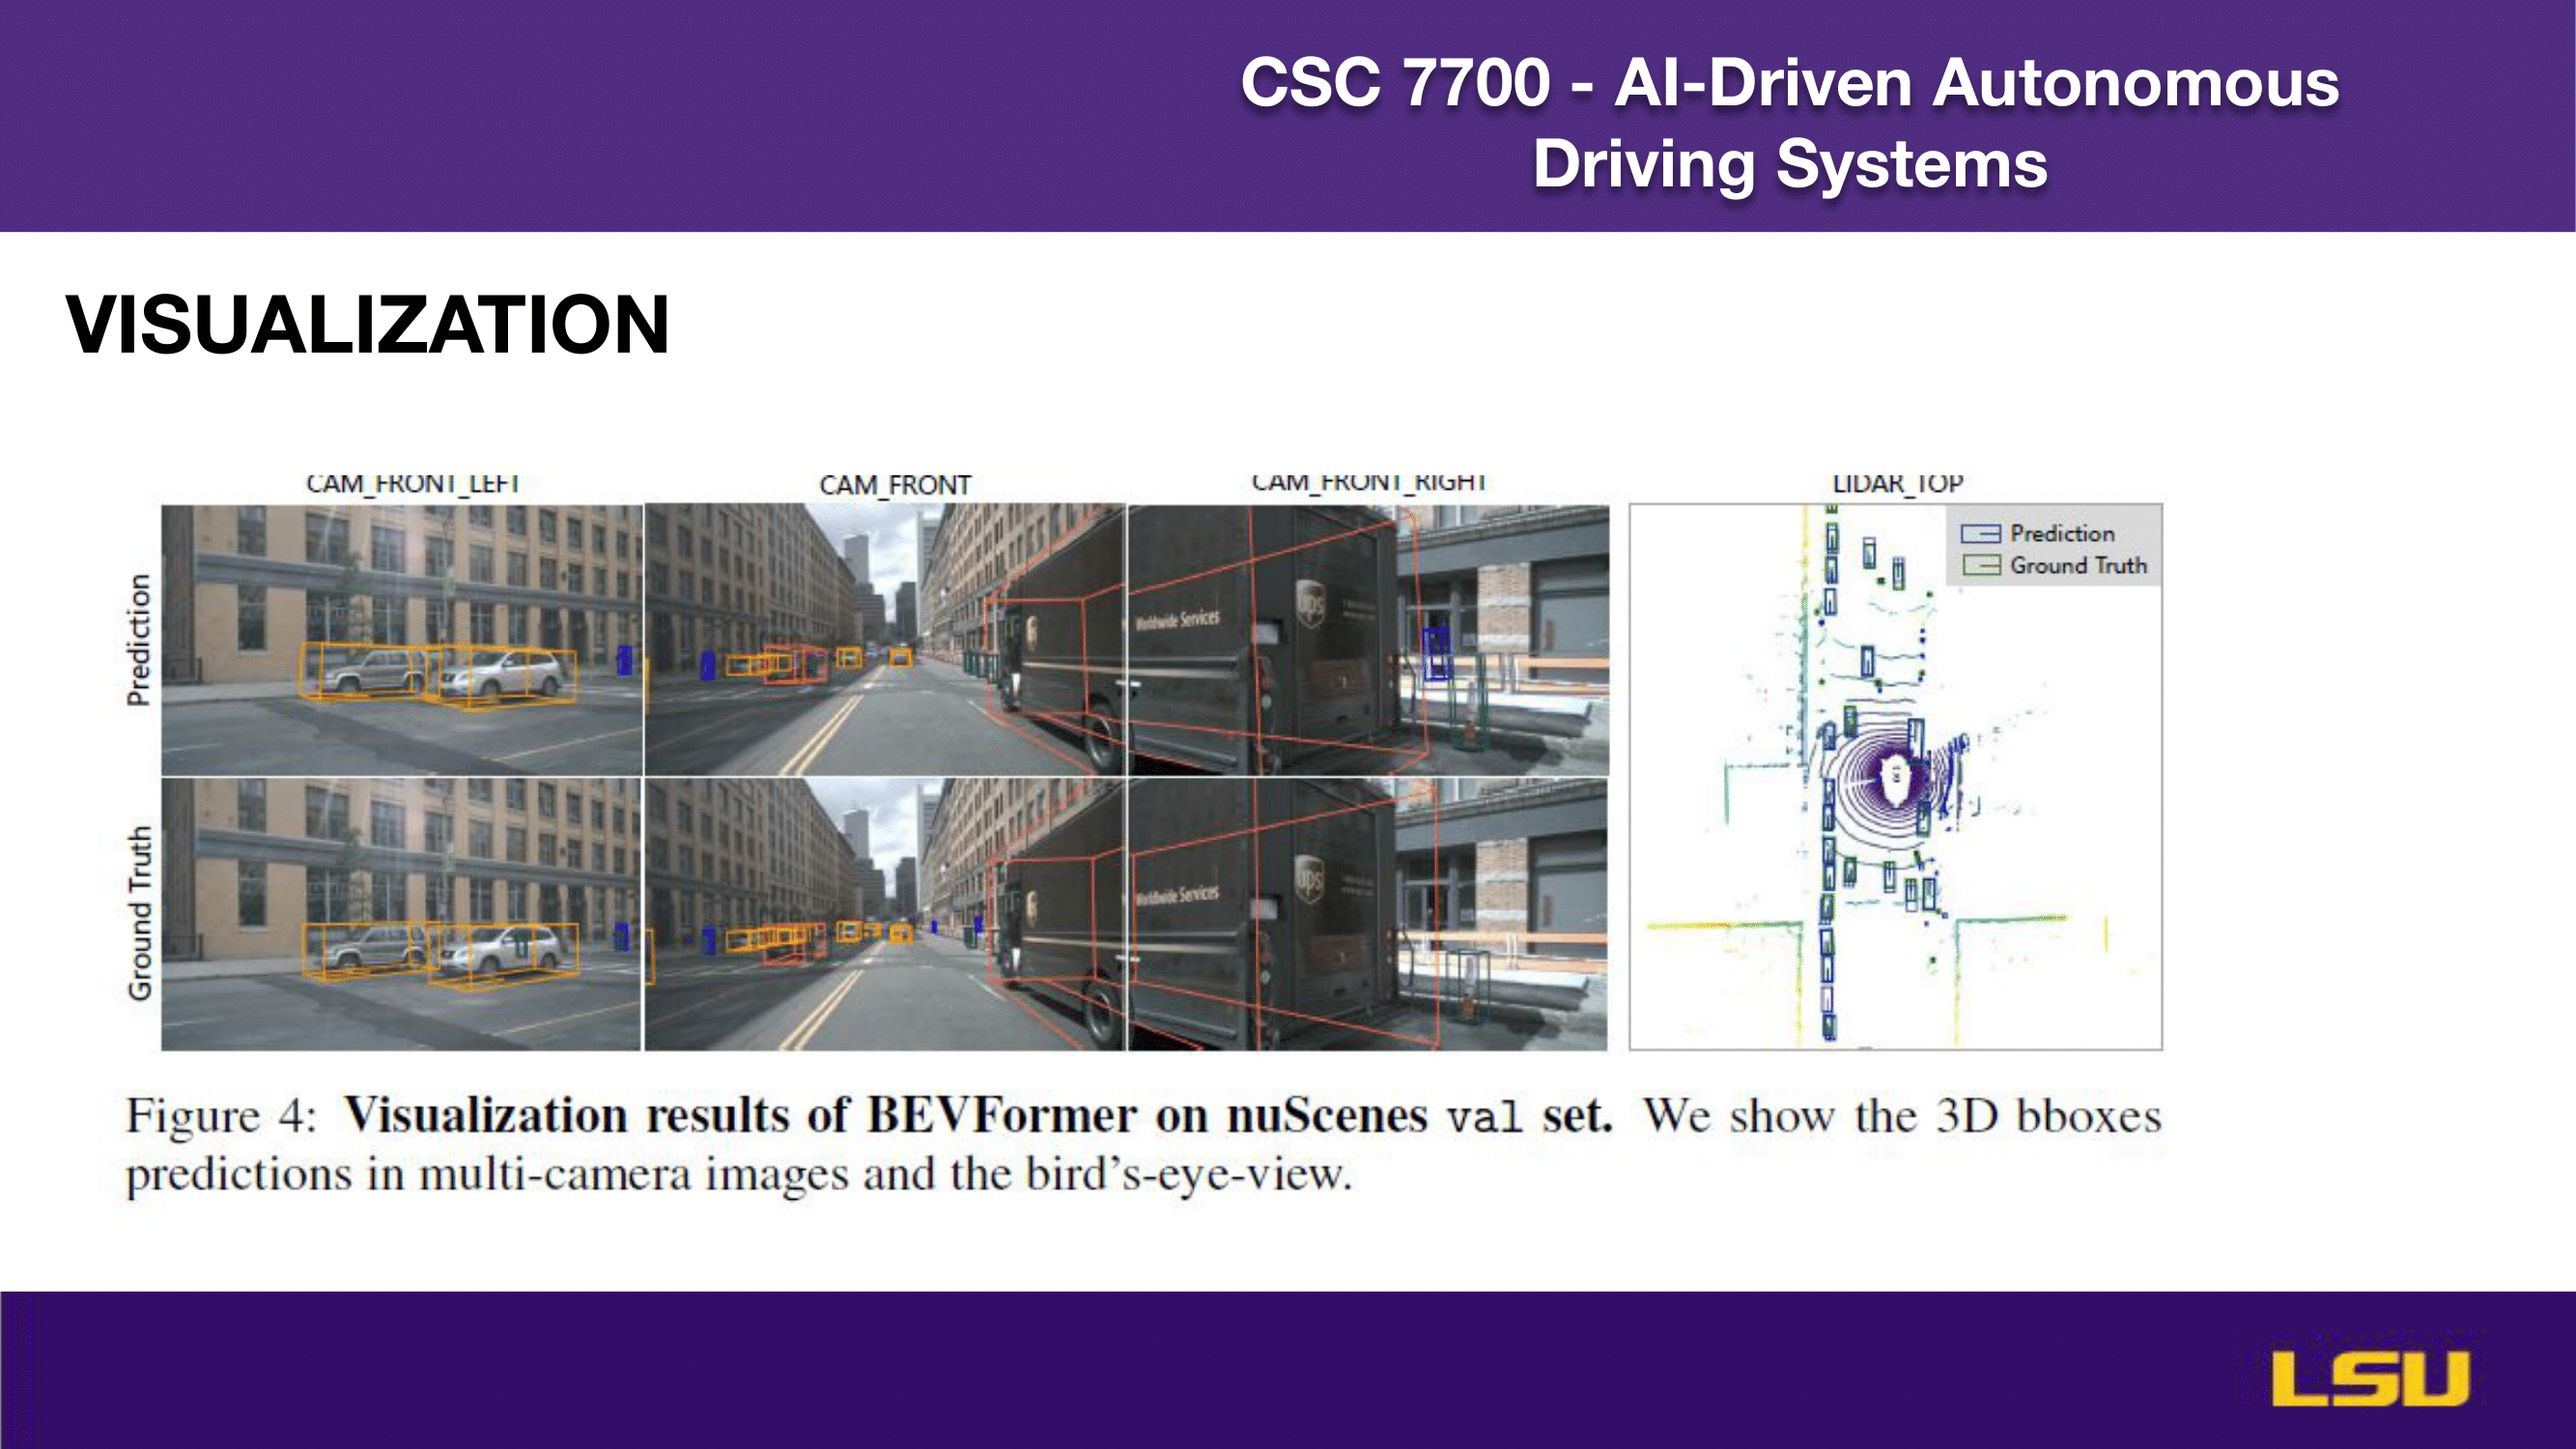 CSC 7700 - AI-Driven Autonomous
Driving Systems
VISUALIZATION
CAM_FRONT_LEFT
CAM_FRONT
CAM_FRONT_RIGHT
LIDAR_TOP
Prediction
Ground Truth
Worldwide Services
ups
Prediction
Ground Truth
Worldwide Services
ups
Figure 4: Visualization results of BEVFormer on nuScenes val set. We show the 3D bboxes
predictions in multi-camera images and the bird's-eye-view.
LSU